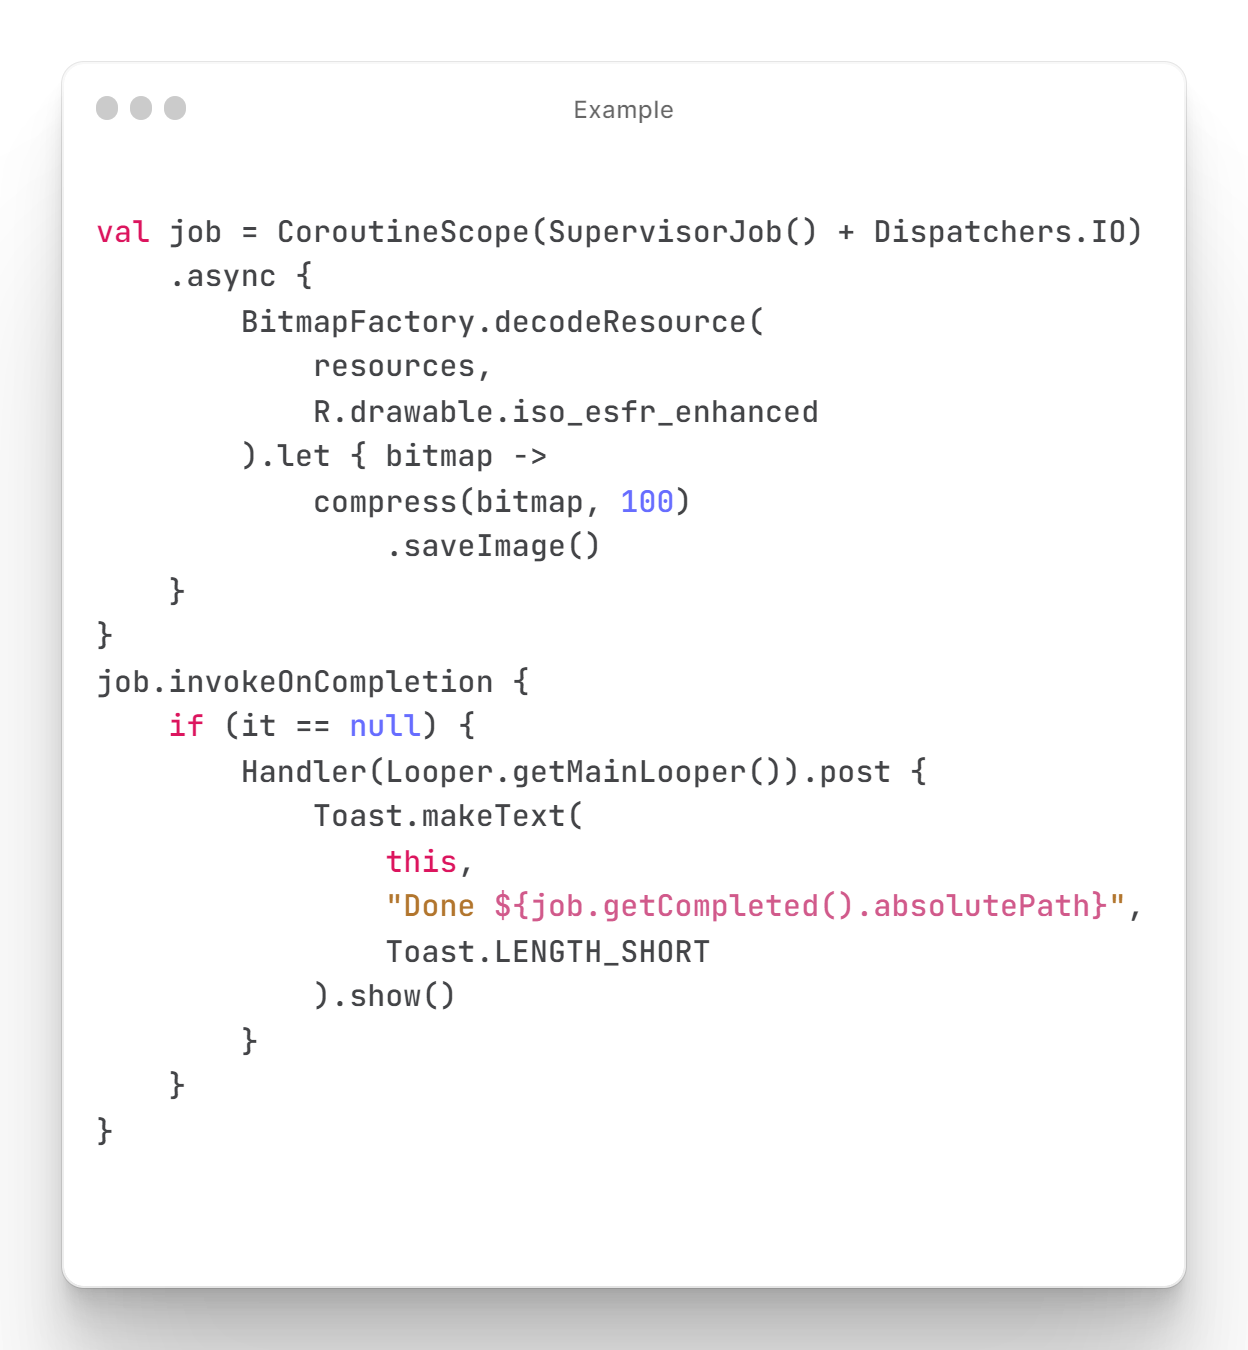 Example
val job = CoroutineScope(SupervisorJob() + Dispatchers.IO)
    .async {
        BitmapFactory.decodeResource(
            resources,
            R.drawable.iso_esfr_enhanced
        ).let { bitmap ->
            compress(bitmap, 100)
                .saveImage()
    }
}
job.invokeOnCompletion {
    if (it == null) {
        Handler(Looper.getMainLooper()).post {
            Toast.makeText(
                this,
                "Done ${job.getCompleted().absolutePath}",
                Toast.LENGTH_SHORT
            ).show()
        }
    }
}